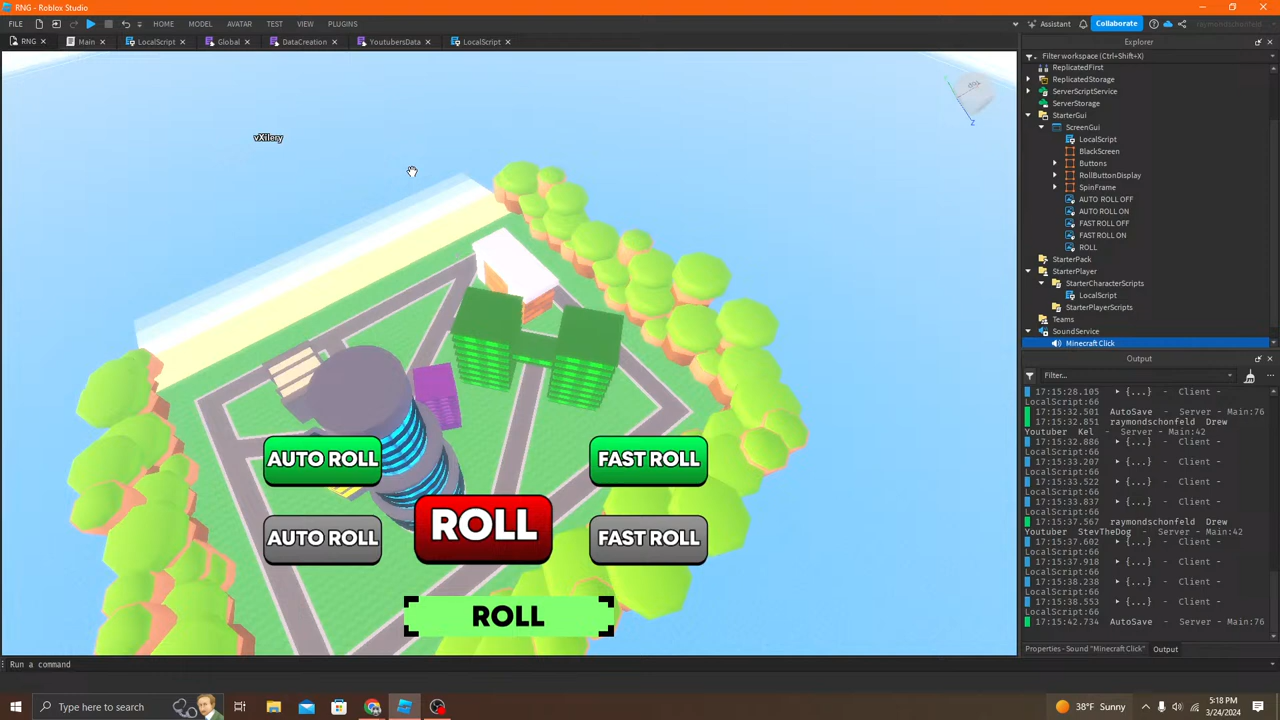 RNG - Roblox Studio
FILE HOME MODEL AVATAR TEST VIEW PLUGINS Assistant Collaborate raymondschonfeld
RNG Main LocalScript Global DataCreation YoutubersData LocalScript
Explorer
Filter workspace (Ctrl+Shift+X)
ReplicatedFirst
ReplicatedStorage
ServerScriptService
ServerStorage
StarterGui
ScreenGui
LocalScript
BlackScreen
Buttons
RollButtonDisplay
SpinFrame
AUTO ROLL OFF
AUTO ROLL ON
FAST ROLL OFF
FAST ROLL ON
ROLL
StarterPack
StarterPlayer
StarterCharacterScripts
LocalScript
StarterPlayerScripts
Teams
SoundService
Minecraft Click
vXilery
AUTO ROLL
FAST ROLL
ROLL
AUTO ROLL
FAST ROLL
ROLL
Output
Filter...
17:15:28.105 {...} - Client -
LocalScript:66
17:15:32.501 AutoSave - Server - Main:76
17:15:32.851 raymondschonfeld Drew
Youtuber Kel - Server - Main:42
17:15:32.886 {...} - Client -
LocalScript:66
17:15:33.207 {...} - Client -
LocalScript:66
17:15:33.522 {...} - Client -
LocalScript:66
17:15:33.837 {...} - Client -
LocalScript:66
17:15:37.567 raymondschonfeld Drew
Youtuber StevTheDog - Server - Main:42
17:15:37.602 {...} - Client -
LocalScript:66
17:15:37.918 {...} - Client -
LocalScript:66
17:15:38.238 {...} - Client -
LocalScript:66
17:15:38.553 {...} - Client -
LocalScript:66
17:15:42.734 AutoSave - Server - Main:76
Properties - Sound "Minecraft Click" Output
Run a command
Type here to search
38°F Sunny
5:18 PM
3/24/2024